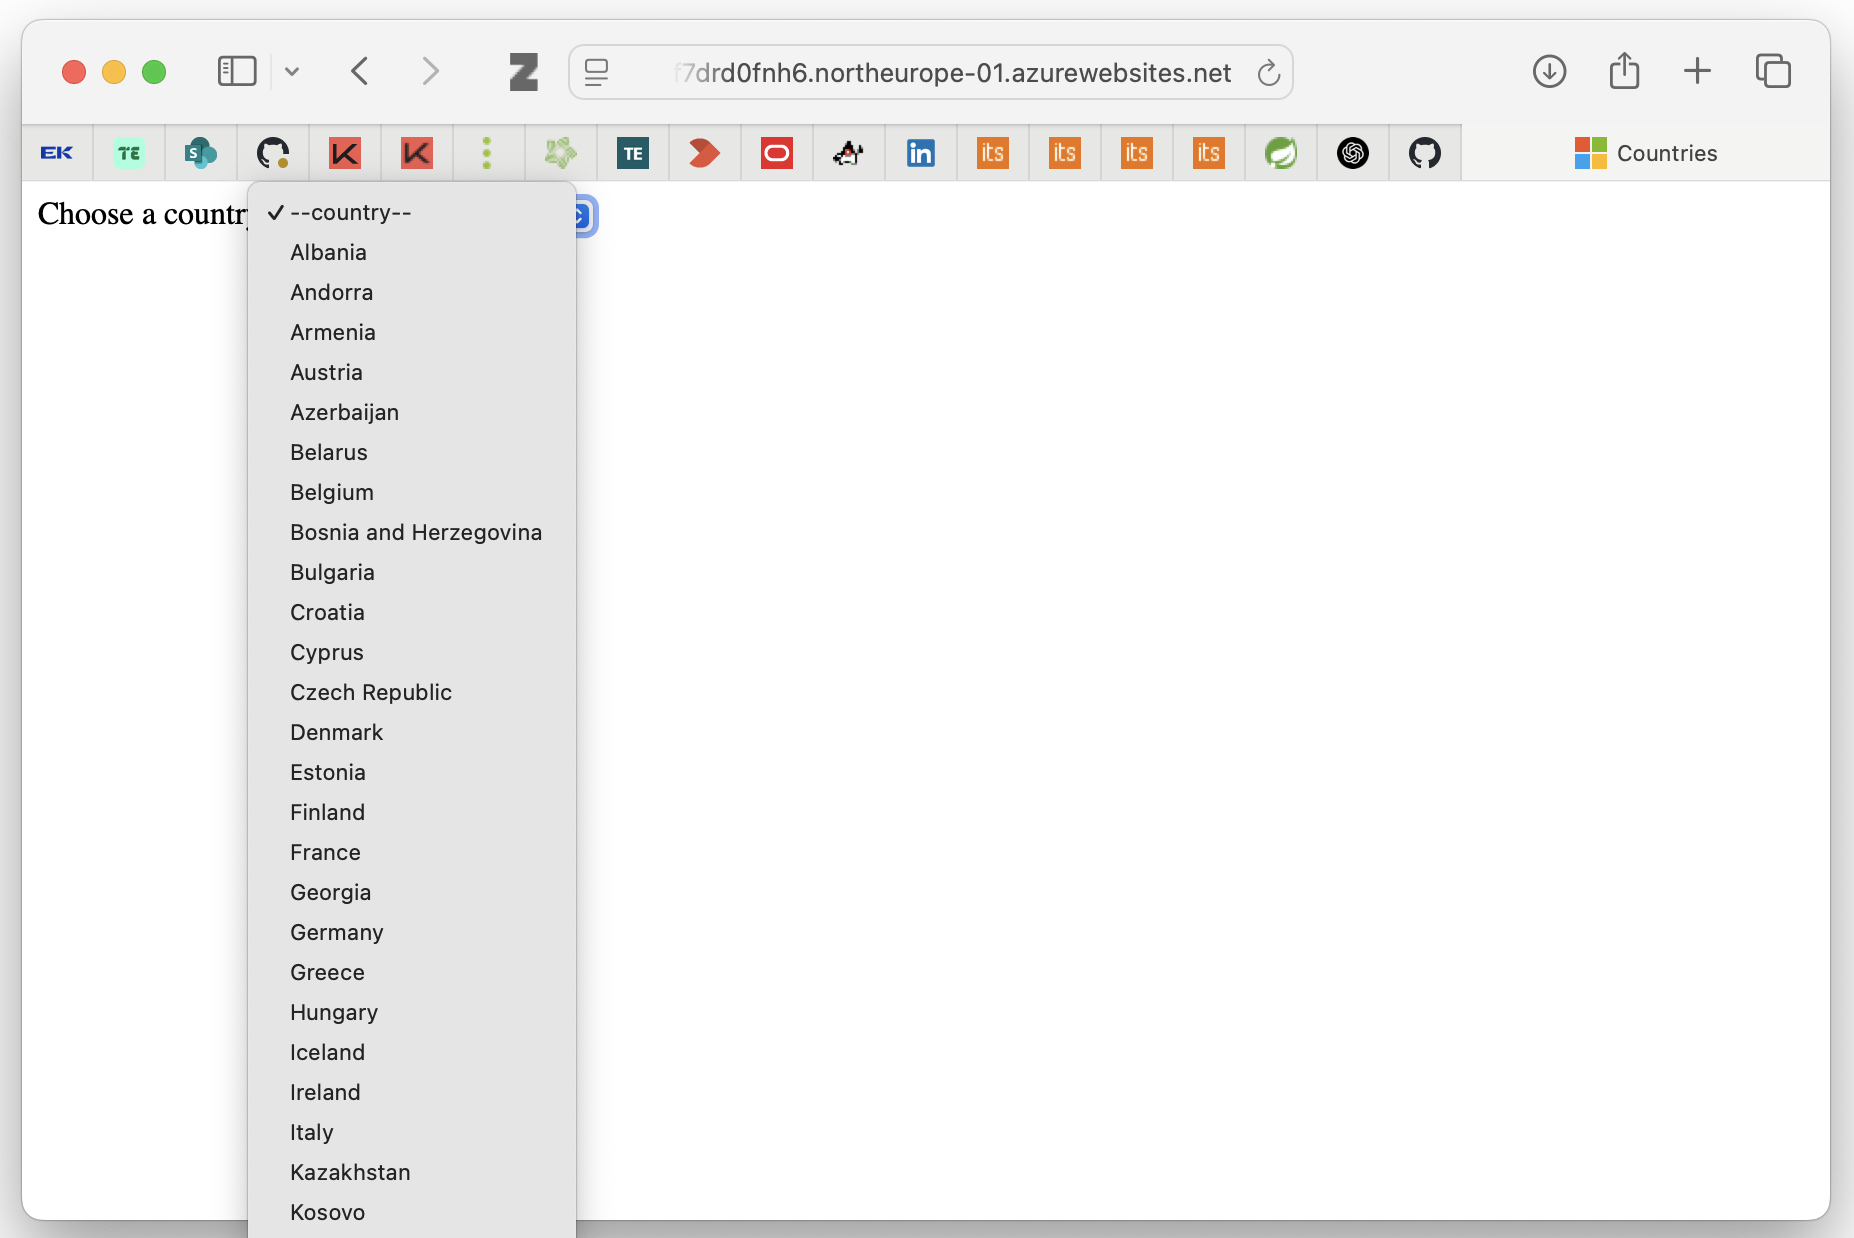 f7drd0fnh6.northeurope-01.azurewebsites.net
EK
TE
S
K
K
TE
in
its
its
its
its
Countries
Choose a country
✓ --country--
Albania
Andorra
Armenia
Austria
Azerbaijan
Belarus
Belgium
Bosnia and Herzegovina
Bulgaria
Croatia
Cyprus
Czech Republic
Denmark
Estonia
Finland
France
Georgia
Germany
Greece
Hungary
Iceland
Ireland
Italy
Kazakhstan
Kosovo